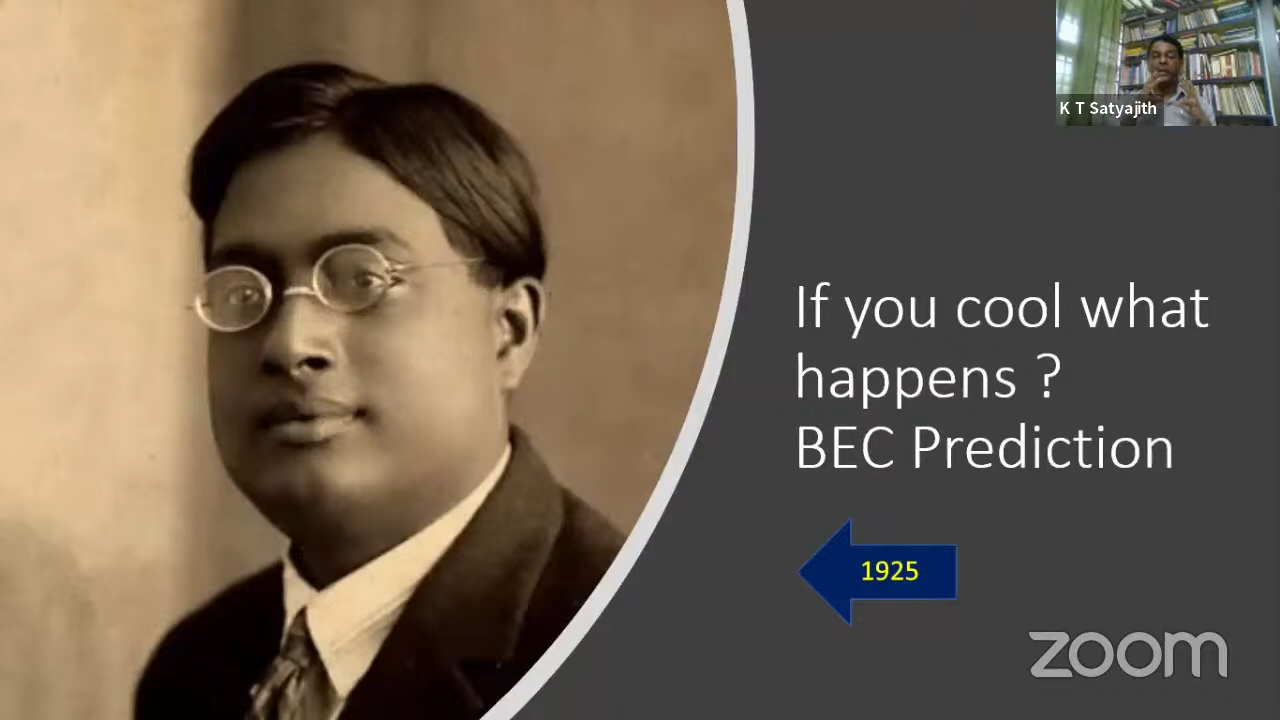 K T Satyajith
If you cool what
happens ?
BEC Prediction
1925
zoom